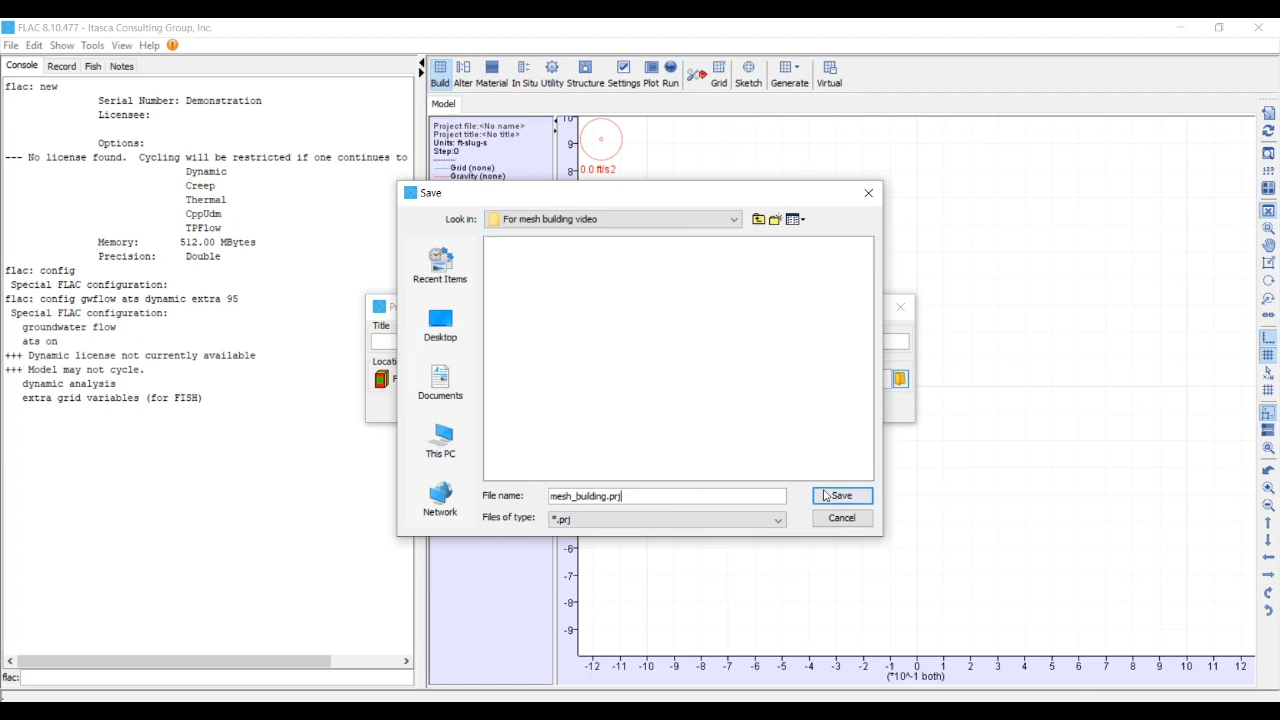 FLAC 8.10.477 - Itasca Consulting Group, Inc.
File Edit Show Tools View Help
Console Record Fish Notes
flac: new
Serial Number: Demonstration
Licensee:
Options:
--- No license found. Cycling will be restricted if one continues to
Dynamic
Creep
Thermal
CppUdm
TPFlow
Memory: 512.00 MBytes
Precision: Double
flac: config
Special FLAC configuration:
flac: config gwflow ats dynamic extra 95
Special FLAC configuration:
groundwater flow
ats on
+++ Dynamic license not currently available
+++ Model may not cycle.
dynamic analysis
extra grid variables (for FISH)
flac:
Build Alter Material In Situ Utility Structure Settings Plot Run Grid Sketch Generate Virtual
Model
Project file:<No name>
Project title:<No title>
Units: ft-slug-s
Step:0
Grid (none)
Gravity (none)
10
9
8
0.0 ft/s2
Title
Locati
Save
Look in: For mesh building video
Recent Items
Desktop
Documents
This PC
Network
File name: mesh_building.prj Save
Files of type: *.prj Cancel
-6
-7
-8
-9
-12 -11 -10 -9 -8 -7 -6 -5 -4 -3 -2 -1 0 1 2 3 4 5 6 7 8 9 10 11 12
(*10^-1 both)